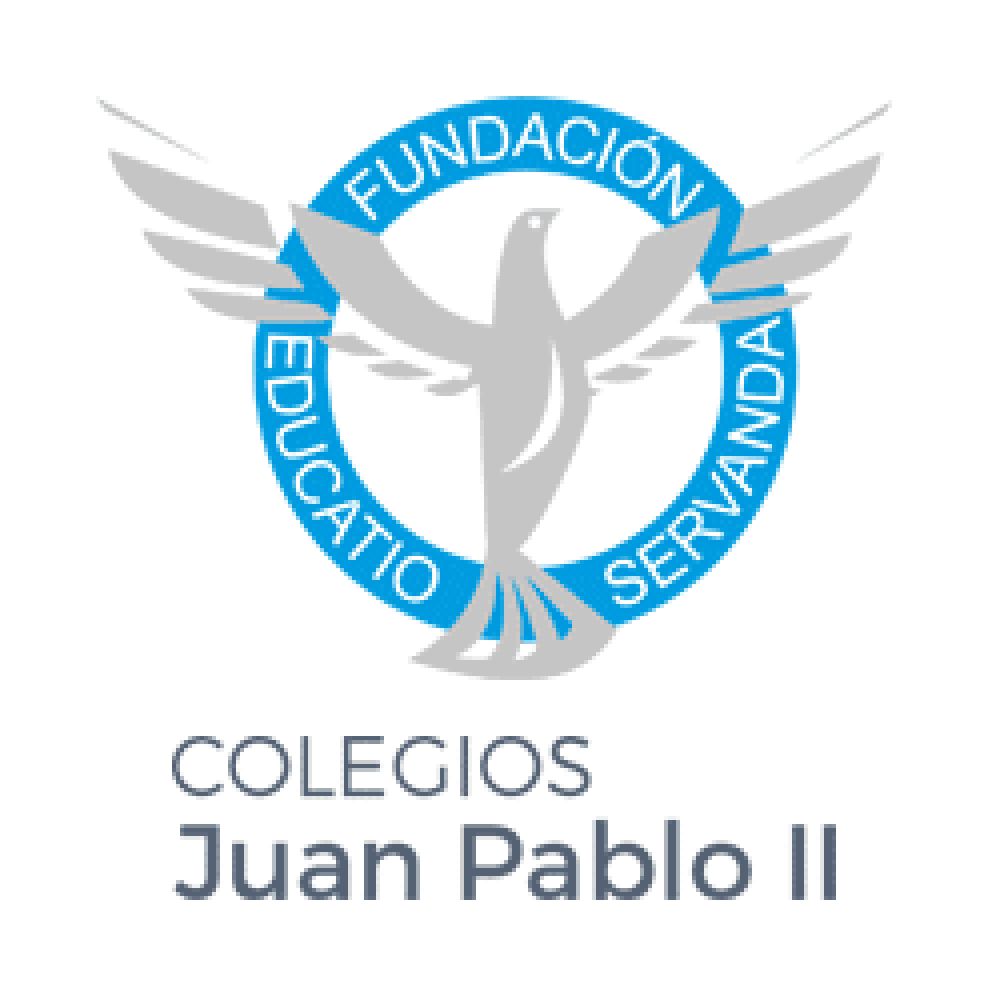 FUNDACIÓN
EDUCATIO
SERVANDA
COLEGIOS
Juan Pablo II